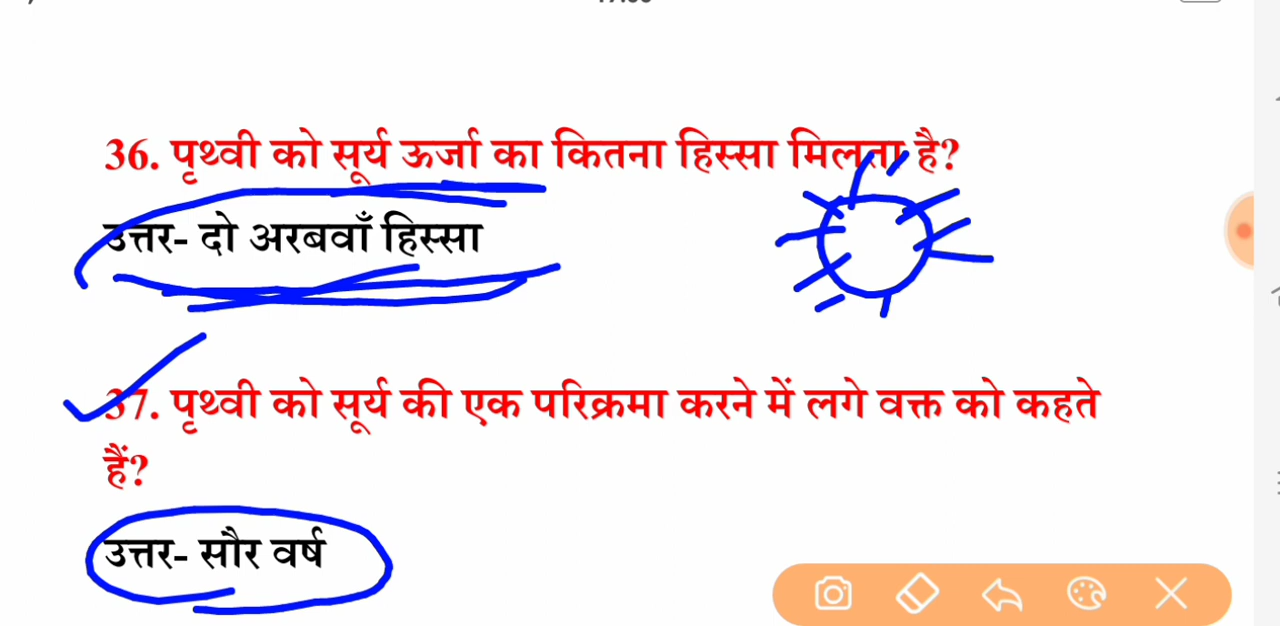 36. पृथ्वी को सूर्य ऊर्जा का कितना हिस्सा मिलता है?
उत्तर- दो अरबवाँ हिस्सा
37. पृथ्वी को सूर्य की एक परिक्रमा करने में लगे वक्त को कहते
हैं?
उत्तर- सौर वर्ष